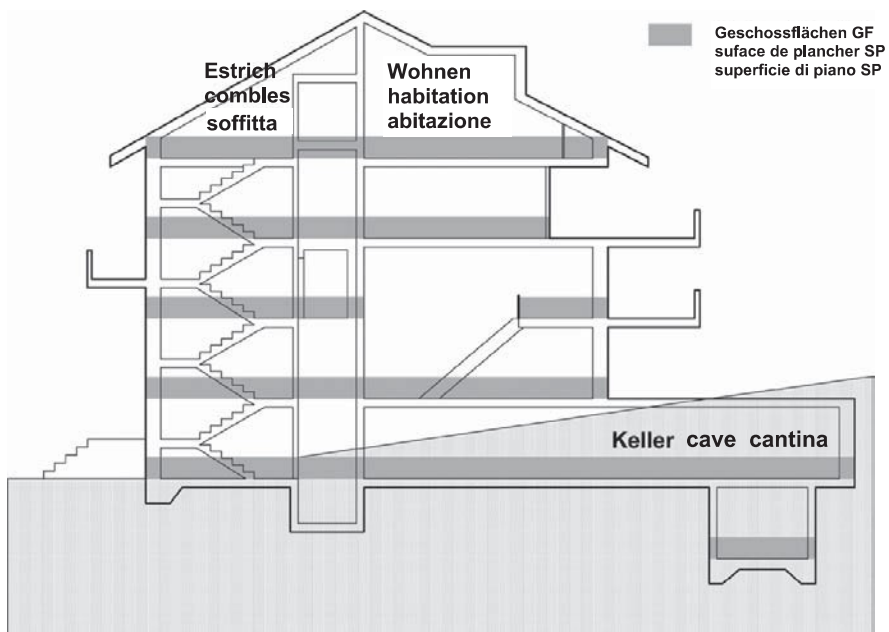 Geschossflächen GF
suface de plancher SP
superficie di piano SP
Estrich
combles
soffitta
Wohnen
habitation
abitazione
Keller cave cantina